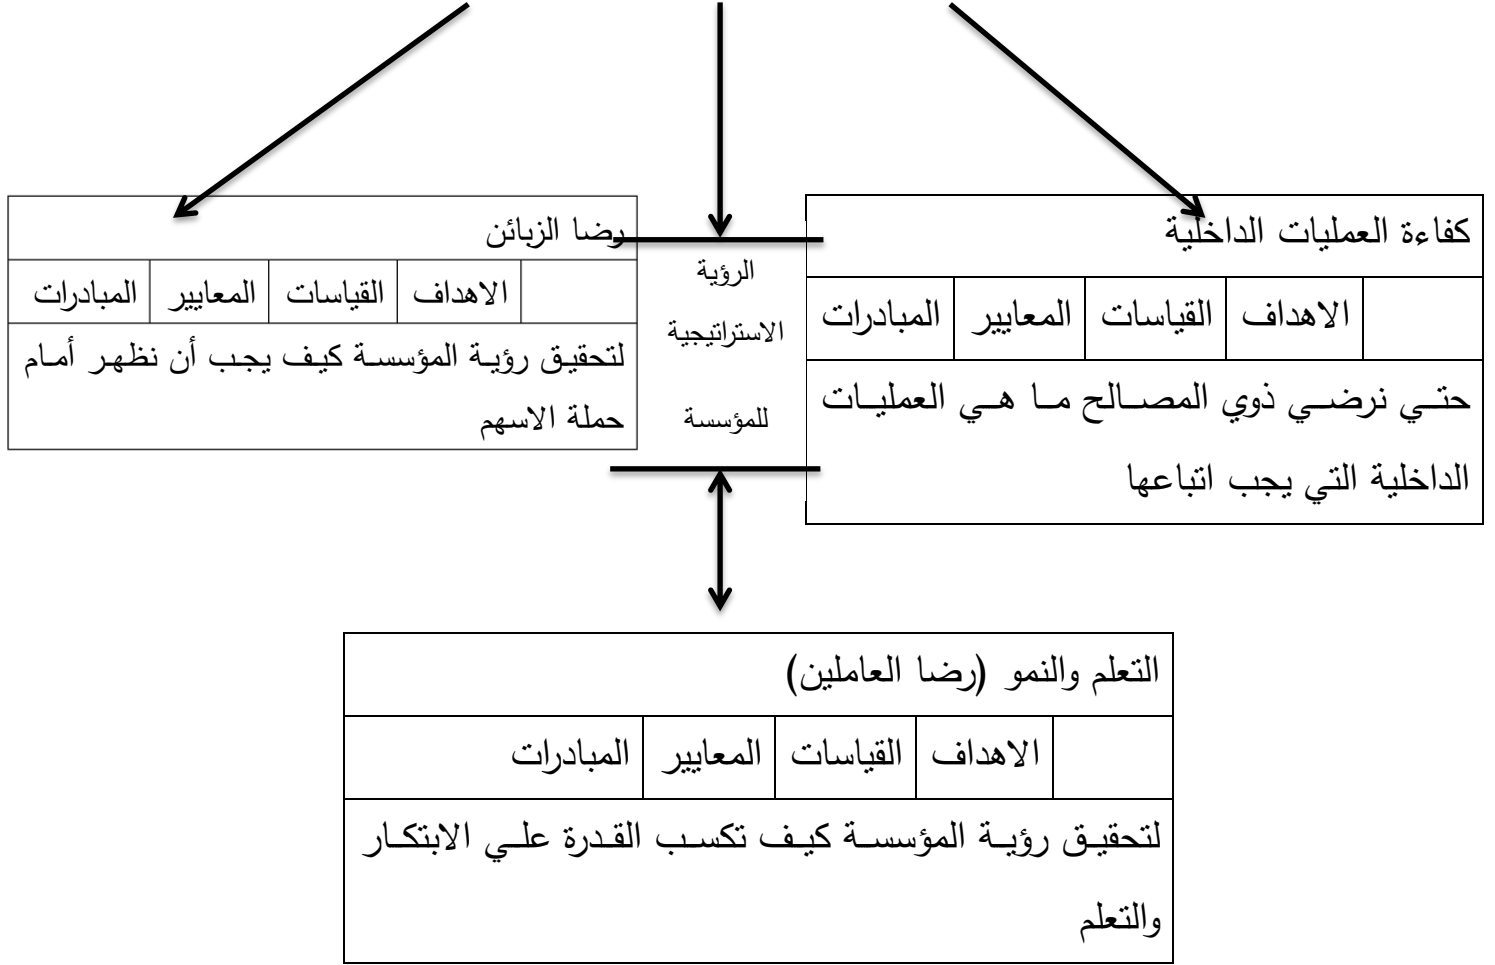 كفاءة العمليات الداخلية
الاهداف القياسات المعايير المبادرات
حتي نرضي ذوي المصالح ما هي العمليات
الداخلية التي يجب اتباعها
الرؤية
الاستراتيجية
للمؤسسة
رضا الزبائن
الاهداف القياسات المعايير المبادرات
لتحقيق رؤية المؤسسة كيف يجب أن نظهر أمام
حملة الاسهم
التعلم والنمو (رضا العاملين)
الاهداف القياسات المعايير المبادرات
لتحقيق رؤية المؤسسة كيف تكسب القدرة علي الابتكار
والتعلم